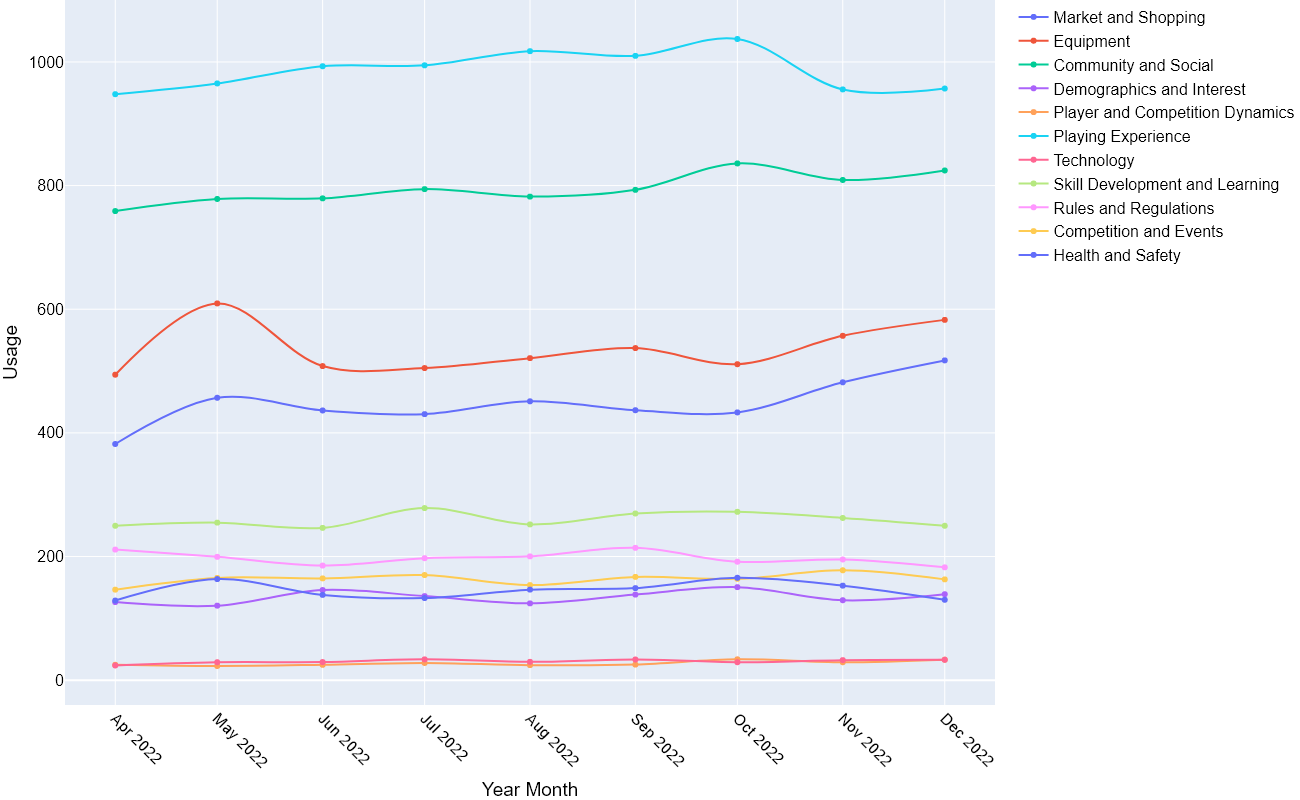 Usage
1000
800
600
400
200
0
Apr 2022
May 2022
Jun 2022
Jul 2022
Aug 2022
Sep 2022
Oct 2022
Nov 2022
Dec 2022
Year Month
Market and Shopping
Equipment
Community and Social
Demographics and Interest
Player and Competition Dynamics
Playing Experience
Technology
Skill Development and Learning
Rules and Regulations
Competition and Events
Health and Safety